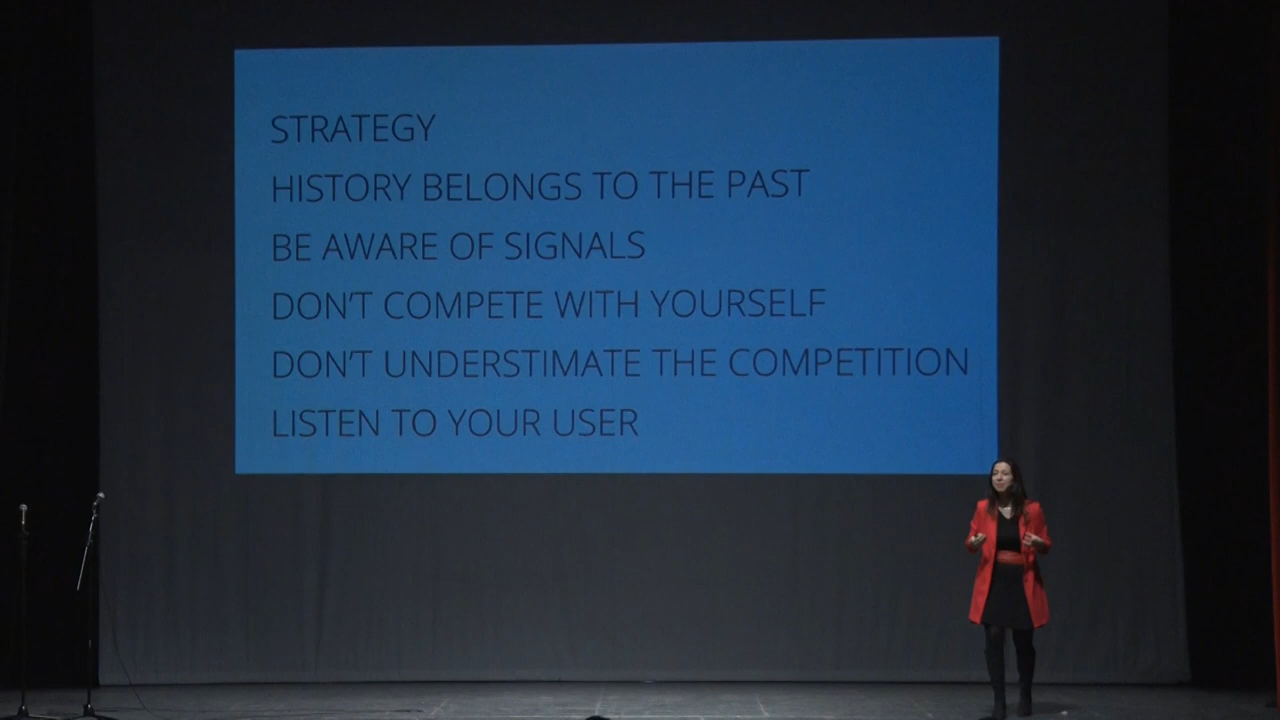 STRATEGY
HISTORY BELONGS TO THE PAST
BE AWARE OF SIGNALS
DON'T COMPETE WITH YOURSELF
DON'T UNDERSTIMATE THE COMPETITION
LISTEN TO YOUR USER